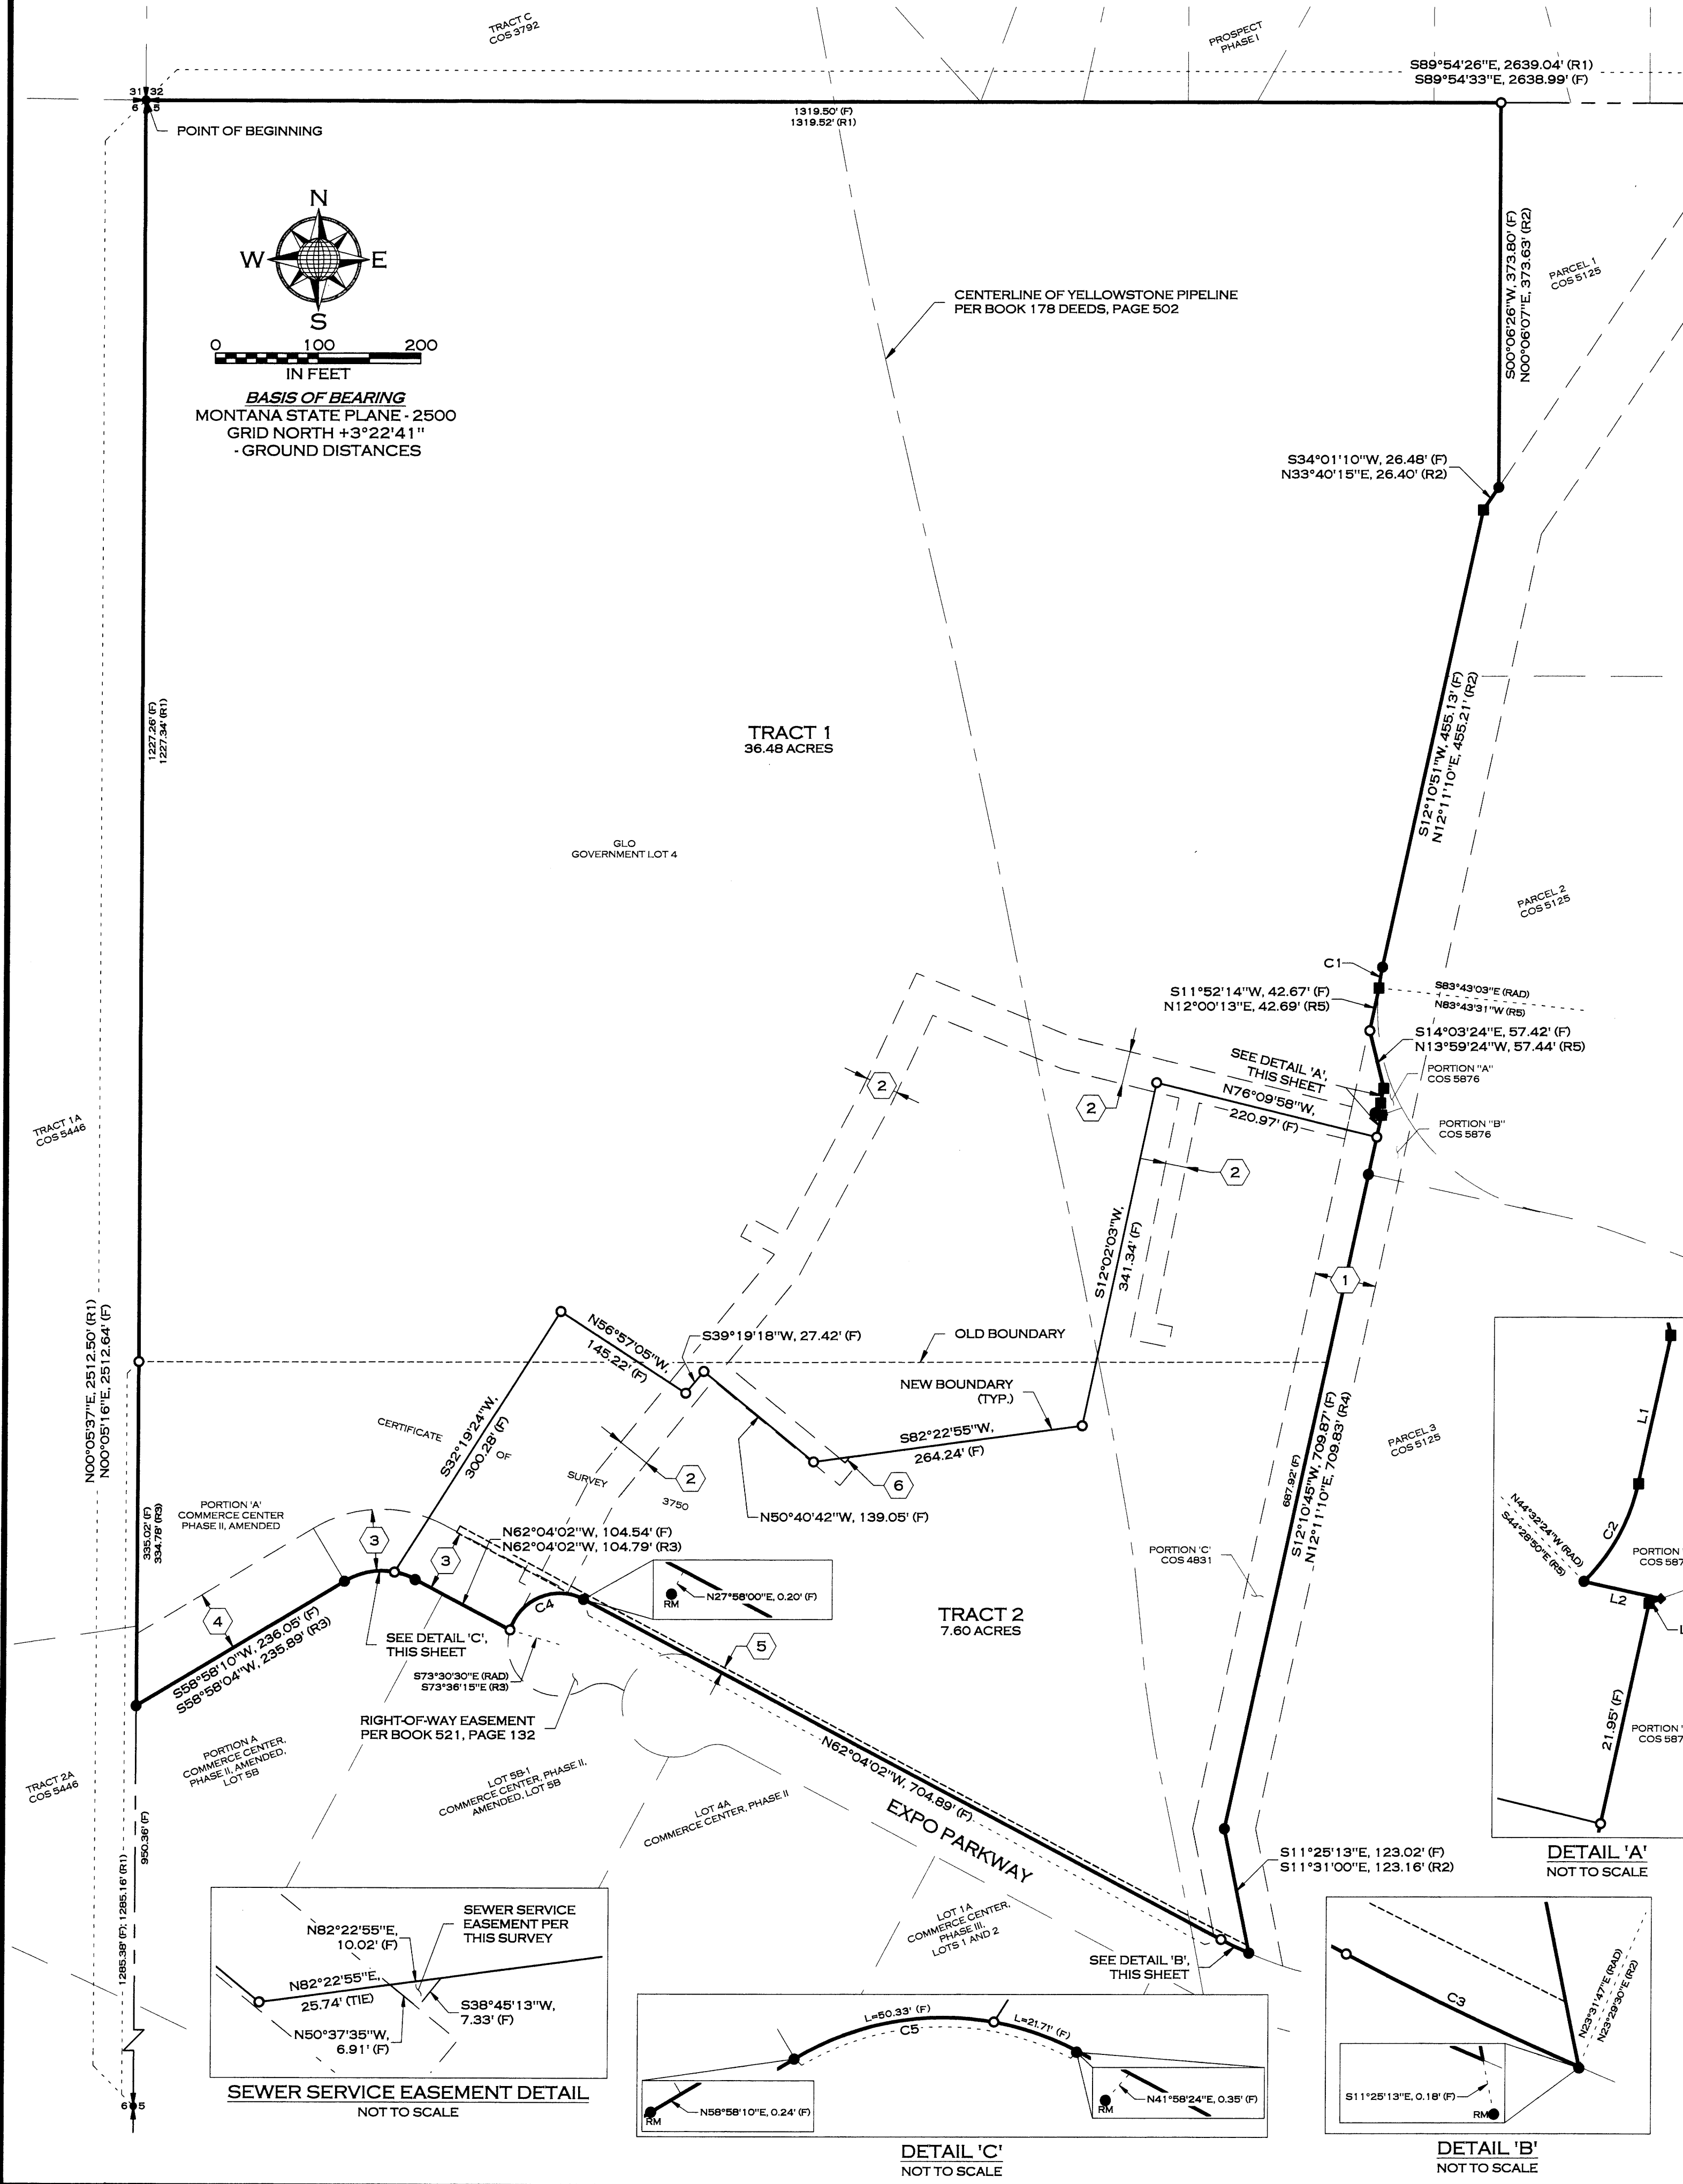 TRACT C
COS 3792
PROSPECT
PHASE I
S89°54'26"E, 2639.04' (R1)
S89°54'33"E, 2638.99' (F)
31 32
6 5
POINT OF BEGINNING
1319.50' (F)
1319.52' (R1)
N
W E
S
0 100 200
IN FEET
BASIS OF BEARING
MONTANA STATE PLANE - 2500
GRID NORTH +3°22'41"
- GROUND DISTANCES
CENTERLINE OF YELLOWSTONE PIPELINE
PER BOOK 178 DEEDS, PAGE 502
S00°06'26"W, 373.80' (F)
N00°06'07"E, 373.63' (R2)
PARCEL 1
COS 5125
S34°01'10"W, 26.48' (F)
N33°40'15"E, 26.40' (R2)
1227.26' (F)
1227.34' (R1)
TRACT 1
36.48 ACRES
S12°10'51"W, 455.13' (F)
N12°11'10"E, 455.21' (R2)
GLO
GOVERNMENT LOT 4
PARCEL 2
COS 5125
C1
S83°43'03"E (RAD)
N83°43'31"W (R5)
S11°52'14"W, 42.67' (F)
N12°00'13"E, 42.69' (R5)
S14°03'24"E, 57.42' (F)
N13°59'24"W, 57.44' (R5)
SEE DETAIL 'A',
THIS SHEET
PORTION "A"
COS 5876
2
2
N76°09'58"W,
220.97' (F)
PORTION "B"
COS 5876
TRACT 1A
COS 5446
2
S12°02'03"W,
341.34' (F)
1
N00°05'37"E, 2512.50' (R1)
N00°05'16"E, 2512.64' (F)
N56°57'05"W,
145.22' (F)
S39°19'18"W, 27.42' (F)
OLD BOUNDARY
NEW BOUNDARY
(TYP.)
S32°19'24"W,
300.28' (F)
CERTIFICATE
OF
SURVEY
3750
2
S82°22'55"W,
264.24' (F)
6
N50°40'42"W, 139.05' (F)
687.92' (F)
S12°10'45"W, 709.87' (F)
N12°11'10"E, 709.83' (R4)
PARCEL 3
COS 5125
335.02' (F)
334.78' (R3)
PORTION 'A'
COMMERCE CENTER
PHASE II, AMENDED
3
3
N62°04'02"W, 104.54' (F)
N62°04'02"W, 104.79' (R3)
PORTION 'C'
COS 4831
RM
N27°58'00"E, 0.20' (F)
C4
4
S58°58'10"W, 236.05' (F)
S58°58'04"W, 235.89' (R3)
SEE DETAIL 'C',
THIS SHEET
TRACT 2
7.60 ACRES
5
S73°30'30"E (RAD)
S73°36'15"E (R3)
RIGHT-OF-WAY EASEMENT
PER BOOK 521, PAGE 132
PORTION A
COMMERCE CENTER,
PHASE II, AMENDED,
LOT 5B
TRACT 2A
COS 5446
LOT 5B-1
COMMERCE CENTER, PHASE II,
AMENDED, LOT 5B
LOT 4A
COMMERCE CENTER, PHASE II
N62°04'02"W, 704.89' (F)
EXPO PARKWAY
950.36' (F)
1285.38' (F); 1285.16' (R1)
S11°25'13"E, 123.02' (F)
S11°31'00"E, 123.16' (R2)
LOT 1A
COMMERCE CENTER,
PHASE III,
LOTS 1 AND 2
SEE DETAIL 'B',
THIS SHEET
6 5
L1
C2
N44°32'24"W (RAD)
S44°28'50"E (R5)
PORTION
COS 587
L2
L
21.95' (F)
PORTION
COS 587
DETAIL 'A'
NOT TO SCALE
N82°22'55"E,
10.02' (F)
SEWER SERVICE
EASEMENT PER
THIS SURVEY
N82°22'55"E,
25.74' (TIE)
N50°37'35"W,
6.91' (F)
S38°45'13"W,
7.33' (F)
SEWER SERVICE EASEMENT DETAIL
NOT TO SCALE
L=50.33' (F)
C5
L=21.71' (F)
RM
N58°58'10"E, 0.24' (F)
RM
N41°58'24"E, 0.35' (F)
DETAIL 'C'
NOT TO SCALE
C3
N23°31'47"E (RAD)
N23°29'30"E (R2)
S11°25'13"E, 0.18' (F)
RM
DETAIL 'B'
NOT TO SCALE